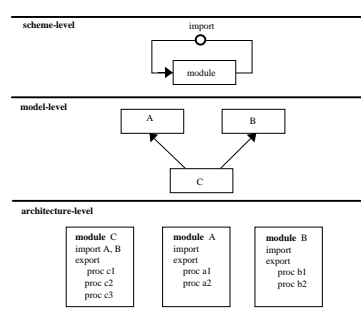 scheme-level
import
module
model-level
A
B
C
architecture-level
module C
import A, B
export
proc c1
proc c2
proc c3
module A
import
export
proc a1
proc a2
module B
import
export
proc b1
proc b2